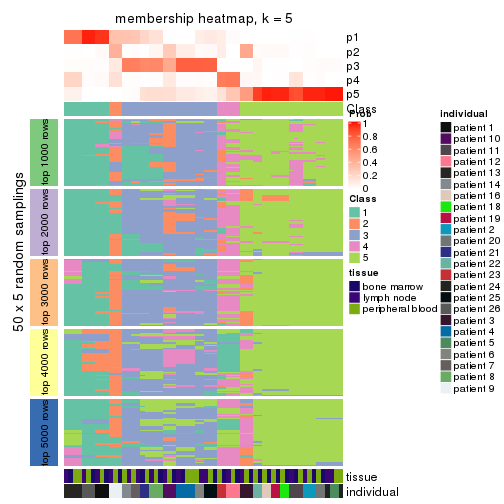 membership heatmap, k = 5
p1
p2
p3
p4
p5
Class
50 x 5 random samplings
top 1000 rows
top 2000 rows
top 3000 rows
top 4000 rows
top 5000 rows
tissue
individual
Prob
1
0.8
0.6
0.4
0.2
0
Class
1
2
3
4
5
tissue
bone marrow
lymph node
peripheral blood
individual
patient 1
patient 10
patient 11
patient 12
patient 13
patient 14
patient 16
patient 18
patient 19
patient 2
patient 20
patient 21
patient 22
patient 23
patient 24
patient 25
patient 26
patient 3
patient 4
patient 5
patient 6
patient 7
patient 8
patient 9